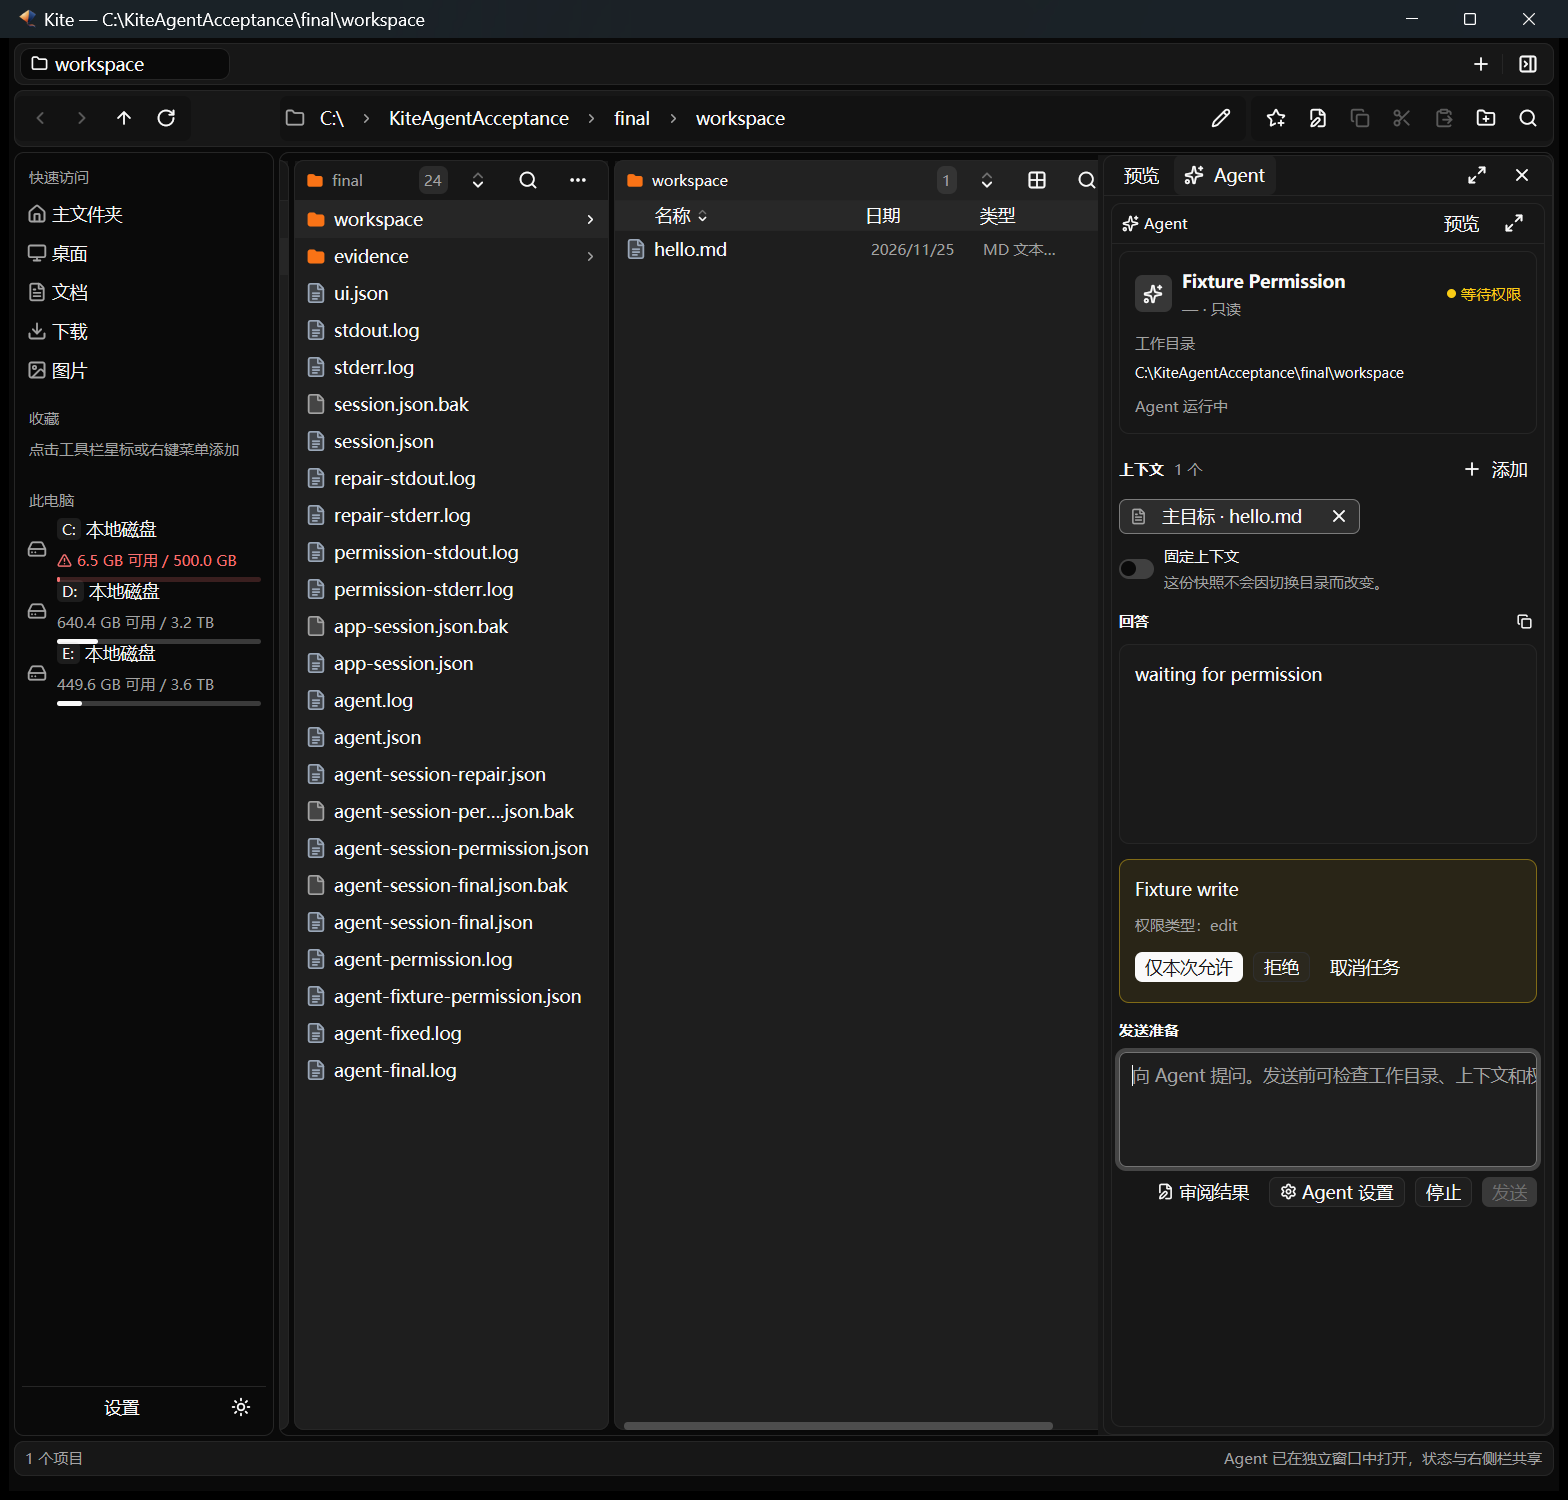 Kite — C:\KiteAgentAcceptance\final\workspace
workspace
C:\ › KiteAgentAcceptance › final › workspace
快速访问
主文件夹
桌面
文档
下载
图片
收藏
点击工具栏星标或右键菜单添加
此电脑
C: 本地磁盘
6.5 GB 可用 / 500.0 GB
D: 本地磁盘
640.4 GB 可用 / 3.2 TB
E: 本地磁盘
449.6 GB 可用 / 3.6 TB
设置
final 24
workspace
evidence
ui.json
stdout.log
stderr.log
session.json.bak
session.json
repair-stdout.log
repair-stderr.log
permission-stdout.log
permission-stderr.log
app-session.json.bak
app-session.json
agent.log
agent.json
agent-session-repair.json
agent-session-per....json.bak
agent-session-permission.json
agent-session-final.json.bak
agent-session-final.json
agent-permission.log
agent-fixture-permission.json
agent-fixed.log
agent-final.log
workspace 1
名称 日期 类型
hello.md 2026/11/25 MD 文本...
预览 Agent
Agent 预览
Fixture Permission
— · 只读
等待权限
工作目录
C:\KiteAgentAcceptance\final\workspace
Agent 运行中
上下文 1 个 添加
主目标 · hello.md
固定上下文
这份快照不会因切换目录而改变。
回答
waiting for permission
Fixture write
权限类型：edit
仅本次允许 拒绝 取消任务
发送准备
向 Agent 提问。发送前可检查工作目录、上下文和权
审阅结果 Agent 设置 停止 发送
1 个项目
Agent 已在独立窗口中打开，状态与右侧栏共享